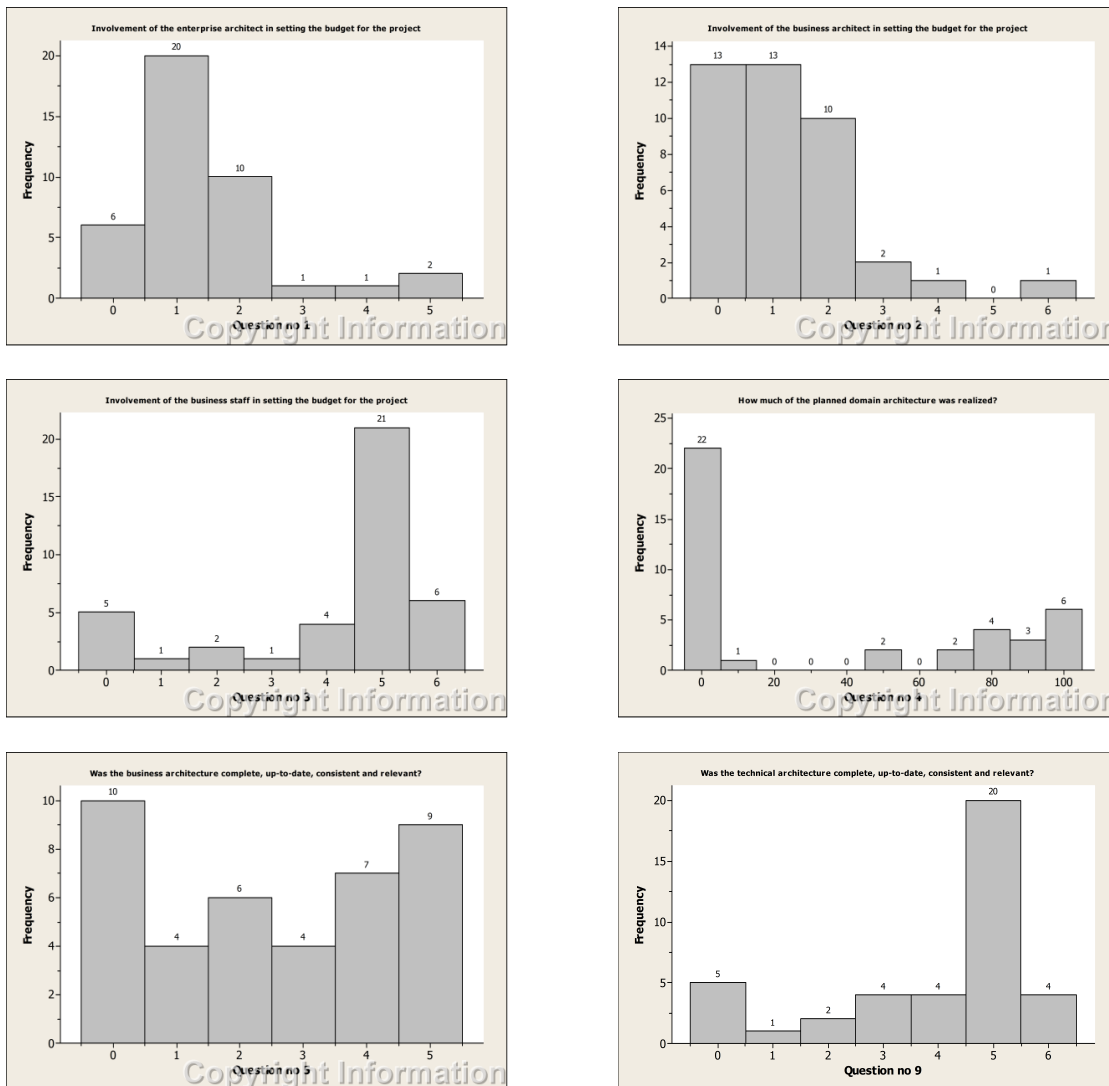 Involvement of the enterprise architect in setting the budget for the project
20
20
15
10
10
6
5
1
1
2
0
0 1 2 3 4 5
Frequency
Question no 1
Copyright Information
Involvement of the business architect in setting the budget for the project
14
13 13
12
10
10
8
6
4
2
2
1
0
1
0
0 1 2 3 4 5 6
Frequency
Question no 2
Copyright Information
Involvement of the business staff in setting the budget for the project
21
20
15
10
5
5
1
2
1
4
6
0
0 1 2 3 4 5 6
Frequency
Question no 3
Copyright Information
How much of the planned domain architecture was realized?
25
22
20
15
10
5
1 0 0 0 2 0 2 4 3 6
0
0 20 40 60 80 100
Frequency
Question no 4
Copyright Information
Was the business architecture complete, up-to-date, consistent and relevant?
10
10
8
6
4
2
0
4 6 4 7 9
0 1 2 3 4 5
Frequency
Question no
Copyright Information
Was the technical architecture complete, up-to-date, consistent and relevant?
20
20
15
10
5
0
5 1 2 4 4 4
0 1 2 3 4 5 6
Frequency
Question no 9